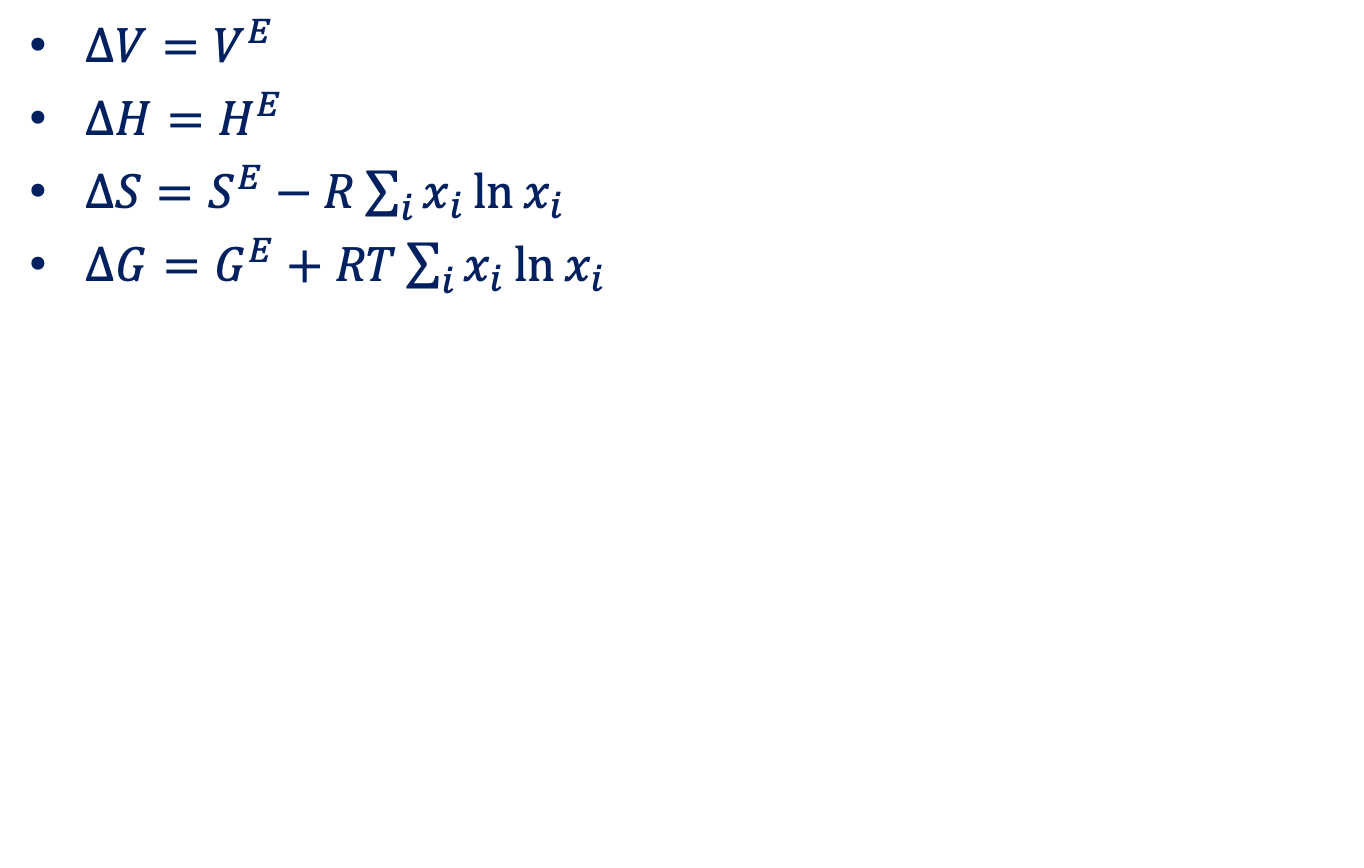 • ΔV = V^E
• ΔH = H^E
• ΔS = S^E − R ∑_i x_i ln x_i
• ΔG = G^E + RT ∑_i x_i ln x_i